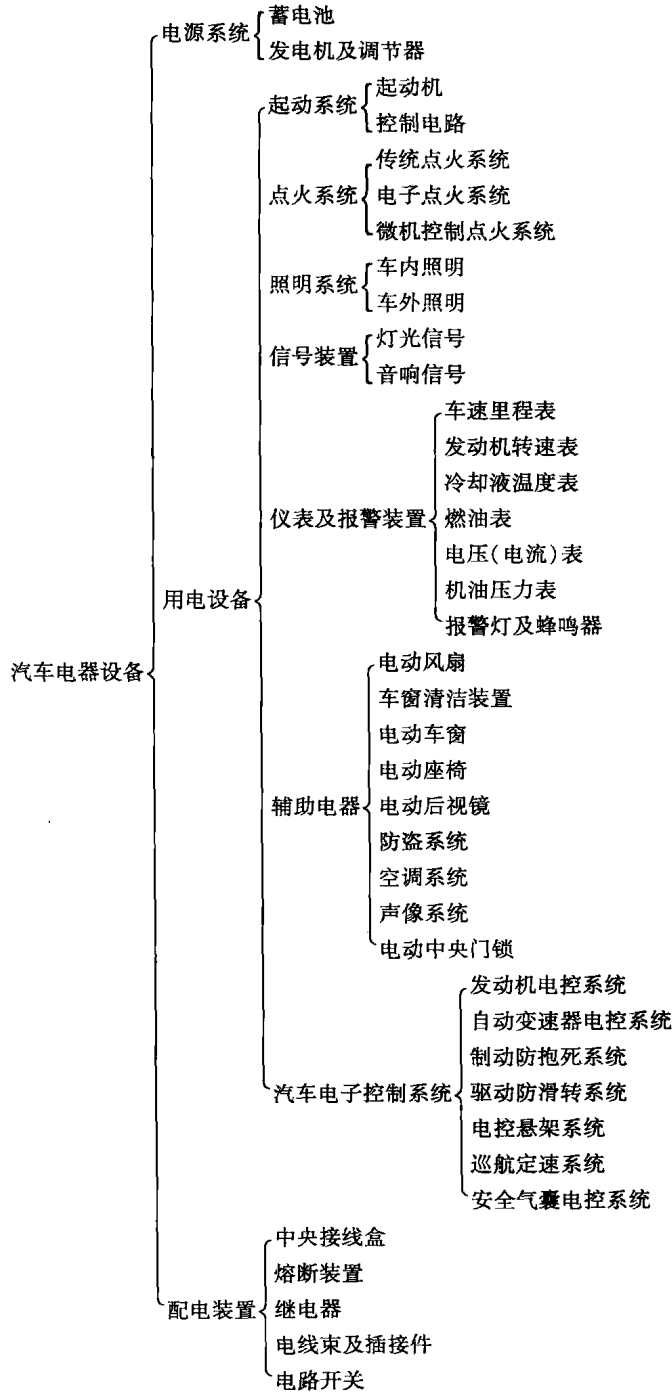 蓄电池
电源系统
发电机及调节器
起动机
起动系统
控制电路
传统点火系统
点火系统
电子点火系统
微机控制点火系统
车内照明
照明系统
车外照明
灯光信号
信号装置
音响信号
车速里程表
发动机转速表
冷却液温度表
仪表及报警装置
燃油表
电压(电流)表
机油压力表
用电设备
报警灯及蜂鸣器
汽车电器设备
电动风扇
车窗清洁装置
电动车窗
电动座椅
辅助电器
电动后视镜
防盗系统
空调系统
声像系统
电动中央门锁
发动机电控系统
自动变速器电控系统
制动防抱死系统
汽车电子控制系统
驱动防滑转系统
电控悬架系统
巡航定速系统
安全气囊电控系统
中央接线盒
熔断装置
配电装置
继电器
电线束及插接件
电路开关